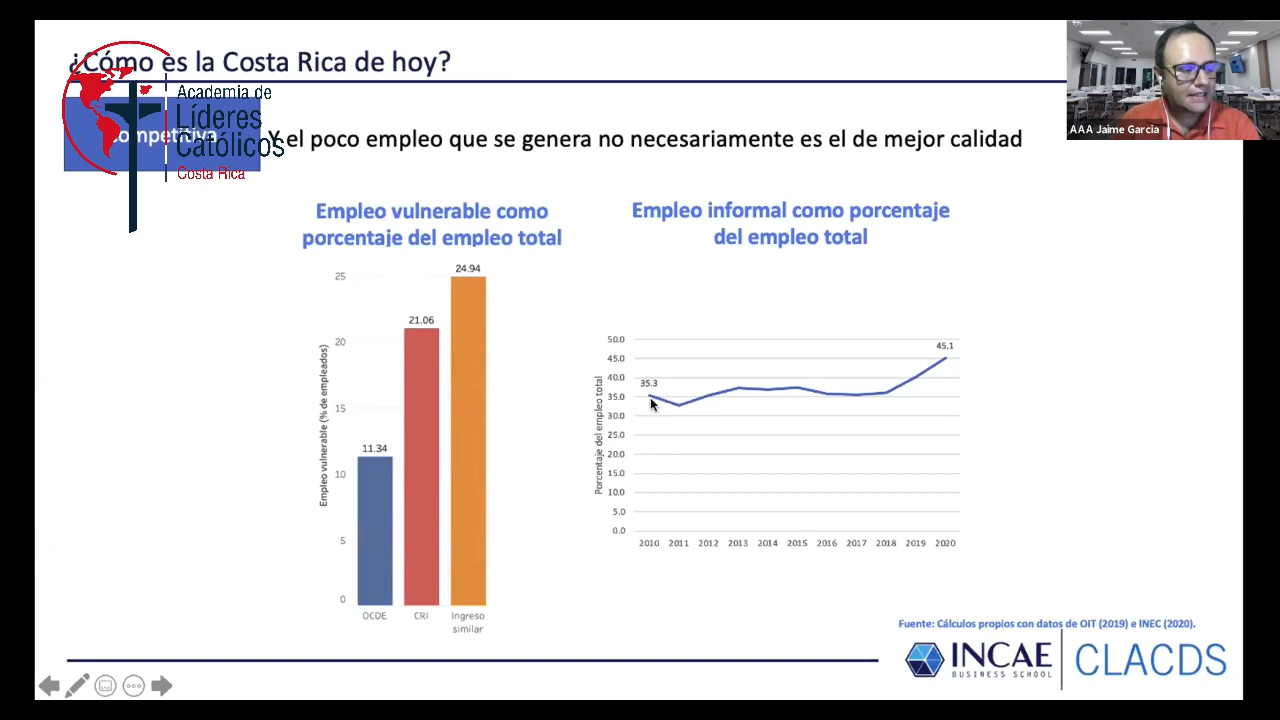 ¿Cómo es la Costa Rica de hoy?
Academia de
Líderes
Católicos
Costa Rica
Competitiva
Y el poco empleo que se genera no necesariamente es el de mejor calidad
AAA Jaime Garcia
Empleo vulnerable como
porcentaje del empleo total
Empleo vulnerable (% de empleados)
25
20
15
10
5
0
11.34
21.06
24.94
OCDE
CRI
Ingreso
similar
Empleo informal como porcentaje
del empleo total
Porcentaje del empleo total
50.0
45.0
40.0
35.0
30.0
25.0
20.0
15.0
10.0
5.0
0.0
35.3
45.1
2010 2011 2012 2013 2014 2015 2016 2017 2018 2019 2020
Fuente: Cálculos propios con datos de OIT (2019) e INEC (2020).
INCAE
BUSINESS SCHOOL
CLACDS